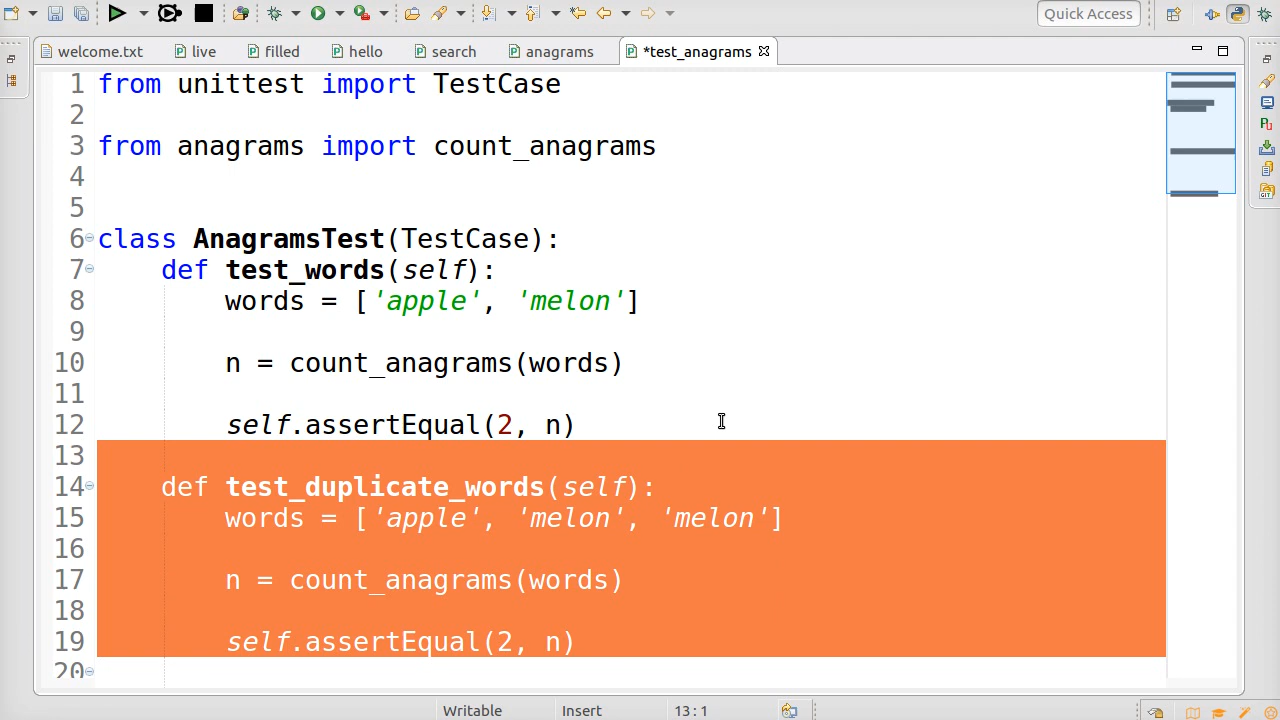 Quick Access
welcome.txt live filled hello search anagrams *test_anagrams
1 from unittest import TestCase
2
3 from anagrams import count_anagrams
4
5
6 class AnagramsTest(TestCase):
7 def test_words(self):
8 words = ['apple', 'melon']
9
10 n = count_anagrams(words)
11
12 self.assertEqual(2, n)
13
14 def test_duplicate_words(self):
15 words = ['apple', 'melon', 'melon']
16
17 n = count_anagrams(words)
18
19 self.assertEqual(2, n)
20
Writable Insert 13:1